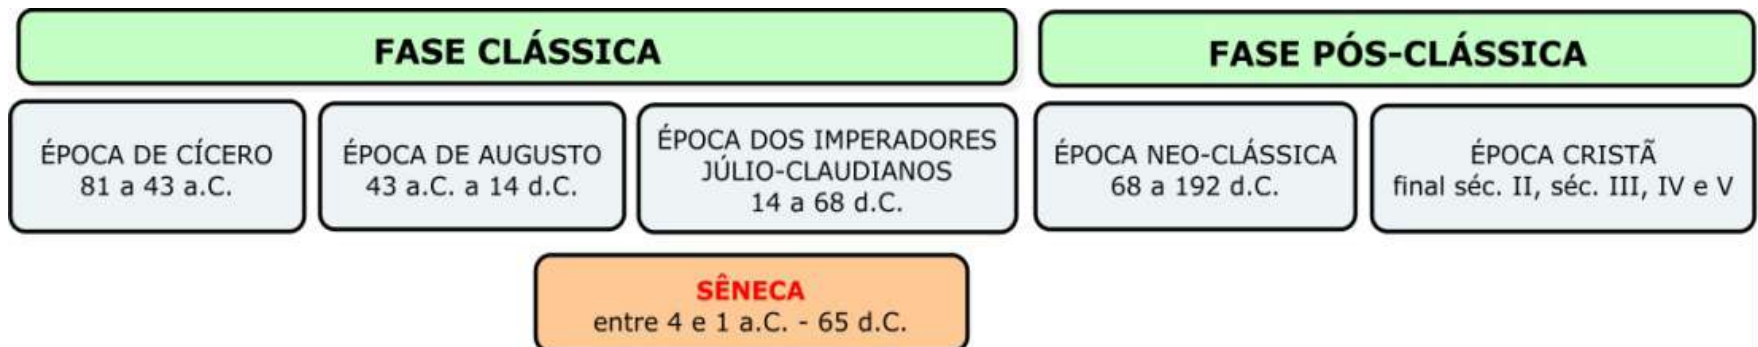 FASE CLÁSSICA
FASE PÓS-CLÁSSICA
ÉPOCA DE CÍCERO
81 a 43 a.C.
ÉPOCA DE AUGUSTO
43 a.C. a 14 d.C.
ÉPOCA DOS IMPERADORES
JÚLIO-CLAUDIANOS
14 a 68 d.C.
ÉPOCA NEO-CLÁSSICA
68 a 192 d.C.
ÉPOCA CRISTÃ
final séc. II, séc. III, IV e V
SÊNECA
entre 4 e 1 a.C. - 65 d.C.